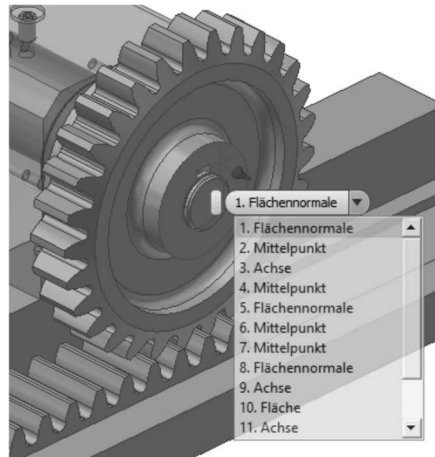 1. Flächennormale
1. Flächennormale
2. Mittelpunkt
3. Achse
4. Mittelpunkt
5. Flächennormale
6. Mittelpunkt
7. Mittelpunkt
8. Flächennormale
9. Achse
10. Fläche
11. Achse